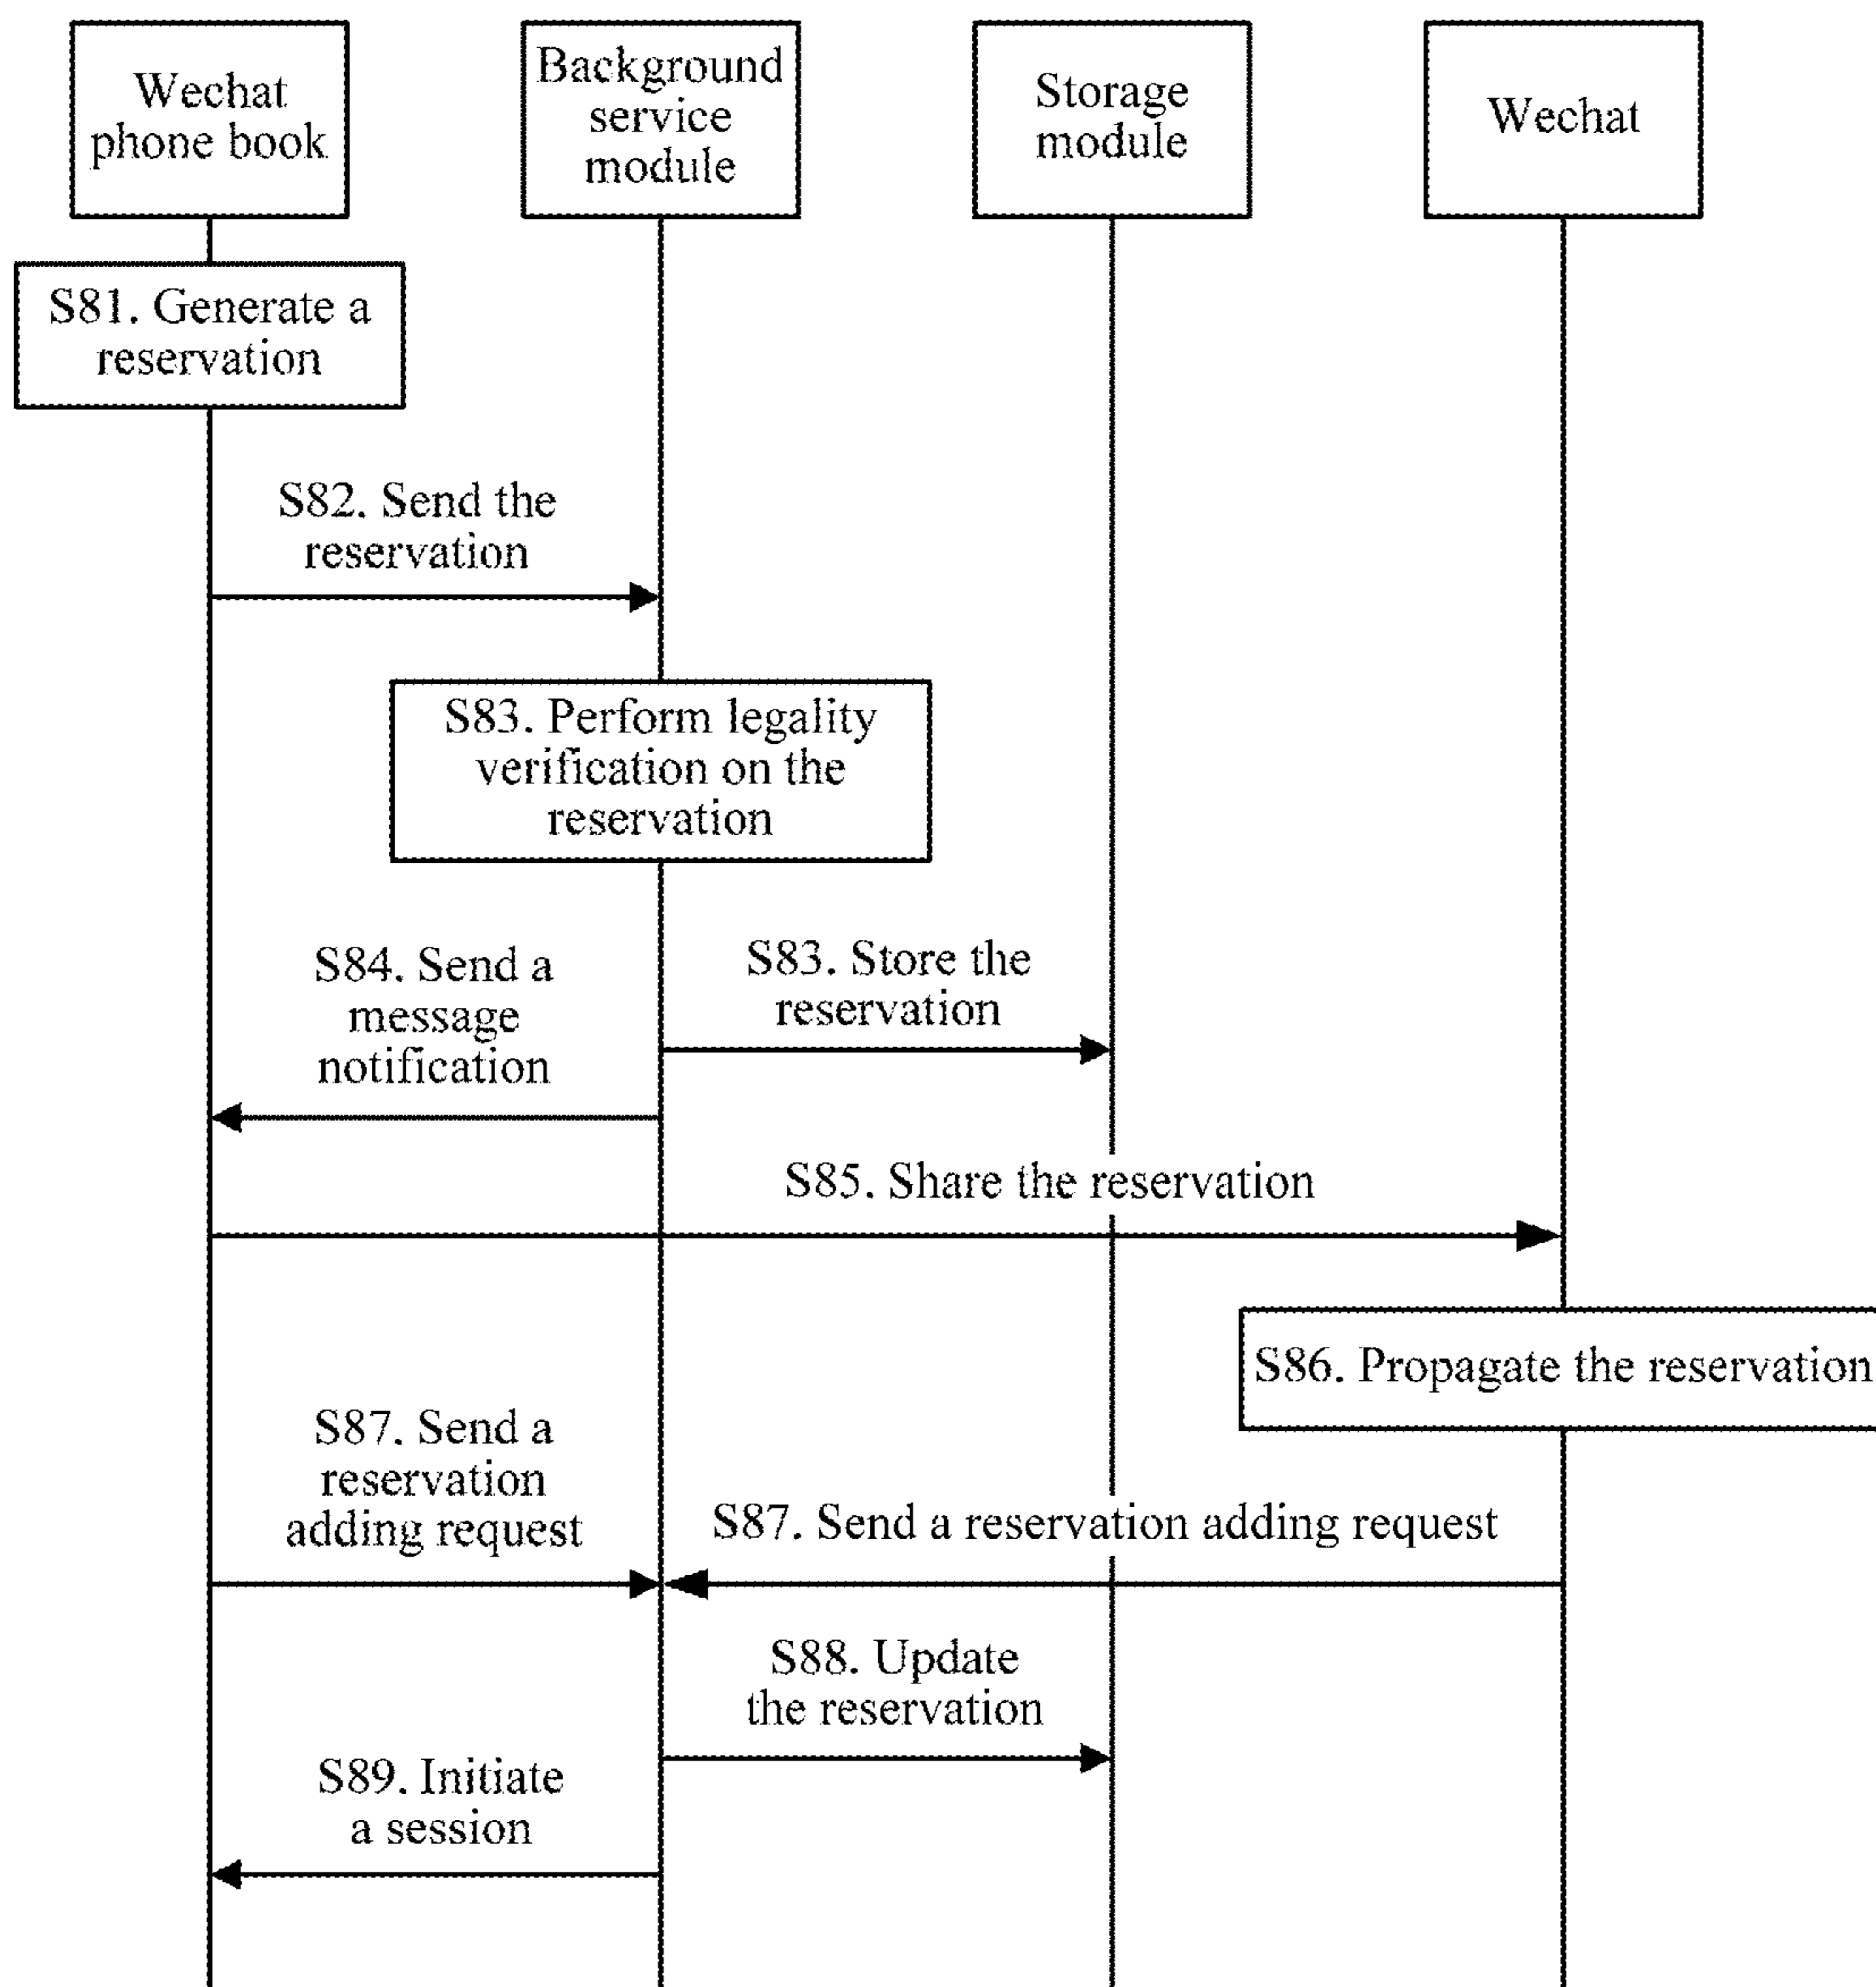 Wechat
phone book
Background
service
module
Storage
module
Wechat
S81. Generate a
reservation
S82. Send the
reservation
S83. Perform legality
verification on the
reservation
S84. Send a
message
notification
S83. Store the
reservation
S85. Share the reservation
S86. Propagate the reservation
S87. Send a
reservation
adding request
S87. Send a reservation adding request
S88. Update
the reservation
S89. Initiate
a session